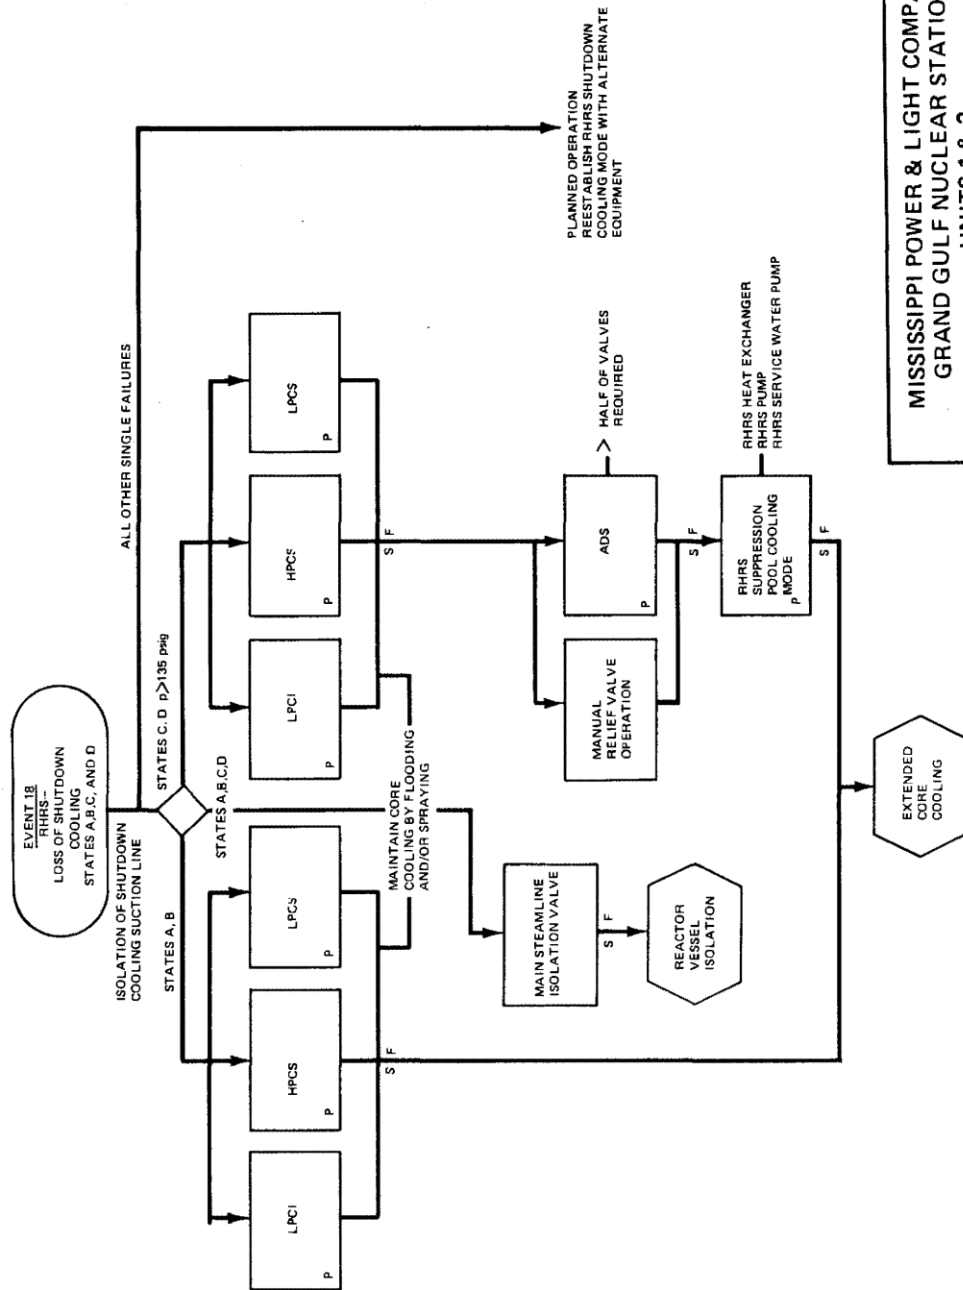 EVENT 18
RHRS–
LOSS OF SHUTDOWN
COOLING
STATES A,B,C, AND D
ISOLATION OF SHUTDOWN
COOLING SUCTION LINE
ALL OTHER SINGLE FAILURES
STATES A,B
STATES C.D p>135 psig
STATES A,B,C,D
LPCI
P
HPCS
P
LPCS
P
LPCI
P
HPCS
P
LPCS
P
S F
S F
MAINTAIN CORE
COOLING BY FLOODING
AND/OR SPRAYING
PLANNED OPERATION
REESTABLISH RHRS SHUTDOWN
COOLING MODE WITH ALTERNATE
EQUIPMENT
MAIN STEAMLINE
ISOLATION VALVE
S F
REACTOR
VESSEL
ISOLATION
MANUAL
RELIEF VALVE
OPERATION
ADS
P
> HALF OF VALVES
REQUIRED
S F
RHRS
SUPPRESSION
POOL COOLING
MODE
P
RHRS HEAT EXCHANGER
RHRS PUMP
RHRS SERVICE WATER PUMP
S F
EXTENDED
CORE
COOLING
MISSISSIPPI POWER & LIGHT
GRAND GULF NUCLEAR